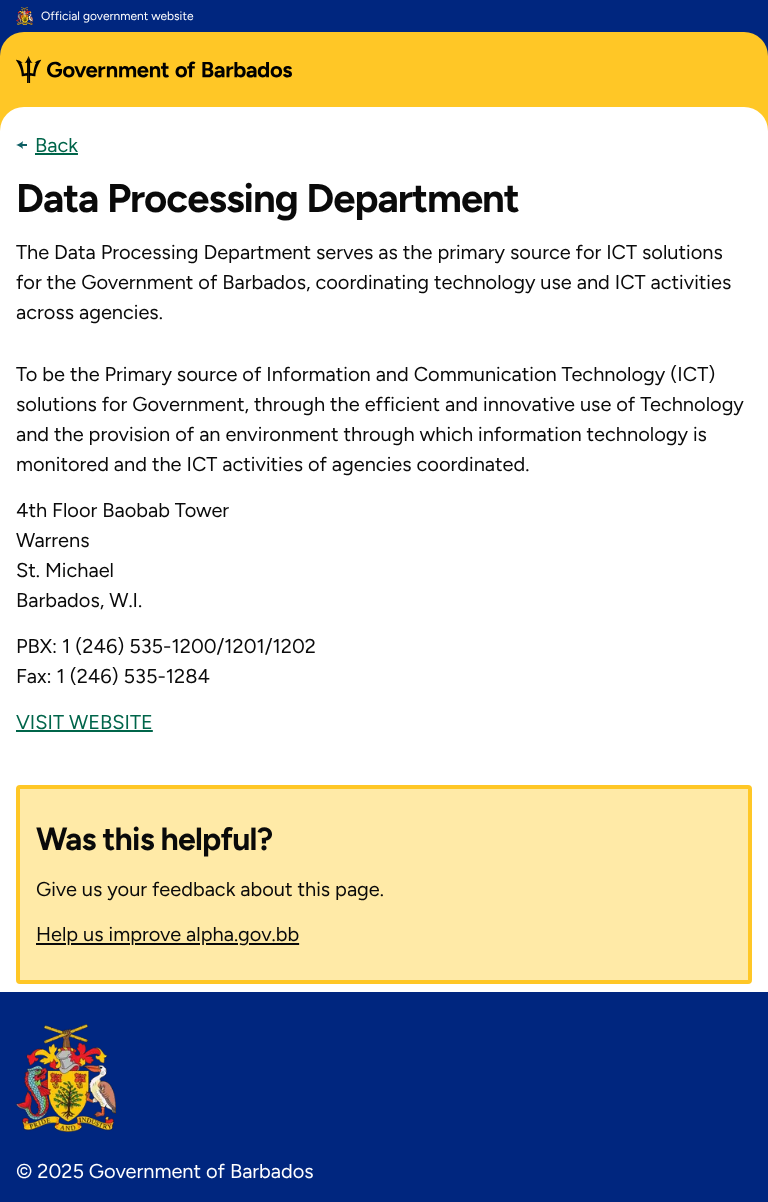 Official government website
Government of Barbados
Back
Data Processing Department
The Data Processing Department serves as the primary source for ICT solutions
for the Government of Barbados, coordinating technology use and ICT activities
across agencies.
To be the Primary source of Information and Communication Technology (ICT)
solutions for Government, through the efficient and innovative use of Technology
and the provision of an environment through which information technology is
monitored and the ICT activities of agencies coordinated.
4th Floor Baobab Tower
Warrens
St. Michael
Barbados, W.I.
PBX: 1 (246) 535-1200/1201/1202
Fax: 1 (246) 535-1284
VISIT WEBSITE
Was this helpful?
Give us your feedback about this page.
Help us improve alpha.gov.bb
PRIDE AND INDUSTRY
© 2025 Government of Barbados